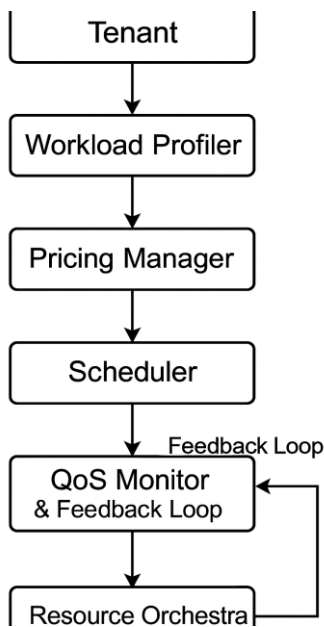 Tenant
Workload Profiler
Pricing Manager
Scheduler
Feedback Loop
QoS Monitor
& Feedback Loop
Resource Orchestra